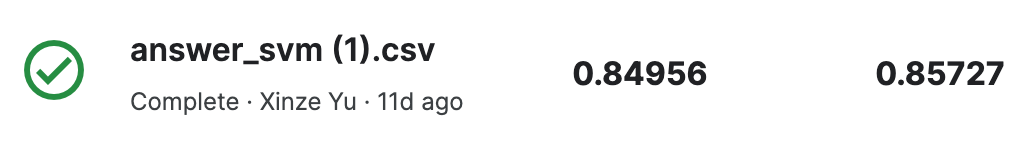 answer_svm (1).csv
Complete · Xinze Yu · 11d ago
0.84956
0.85727